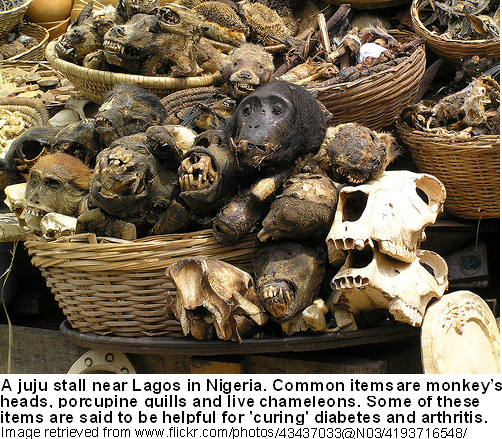 A juju stall near Lagos in Nigeria. Common items are monkey's
heads, porcupine quills and live chameleons. Some of these
items are said to be helpful for 'curing' diabetes and arthritis.
Image retrieved from www.flickr.com/photos/43437033@N03/4193716548/